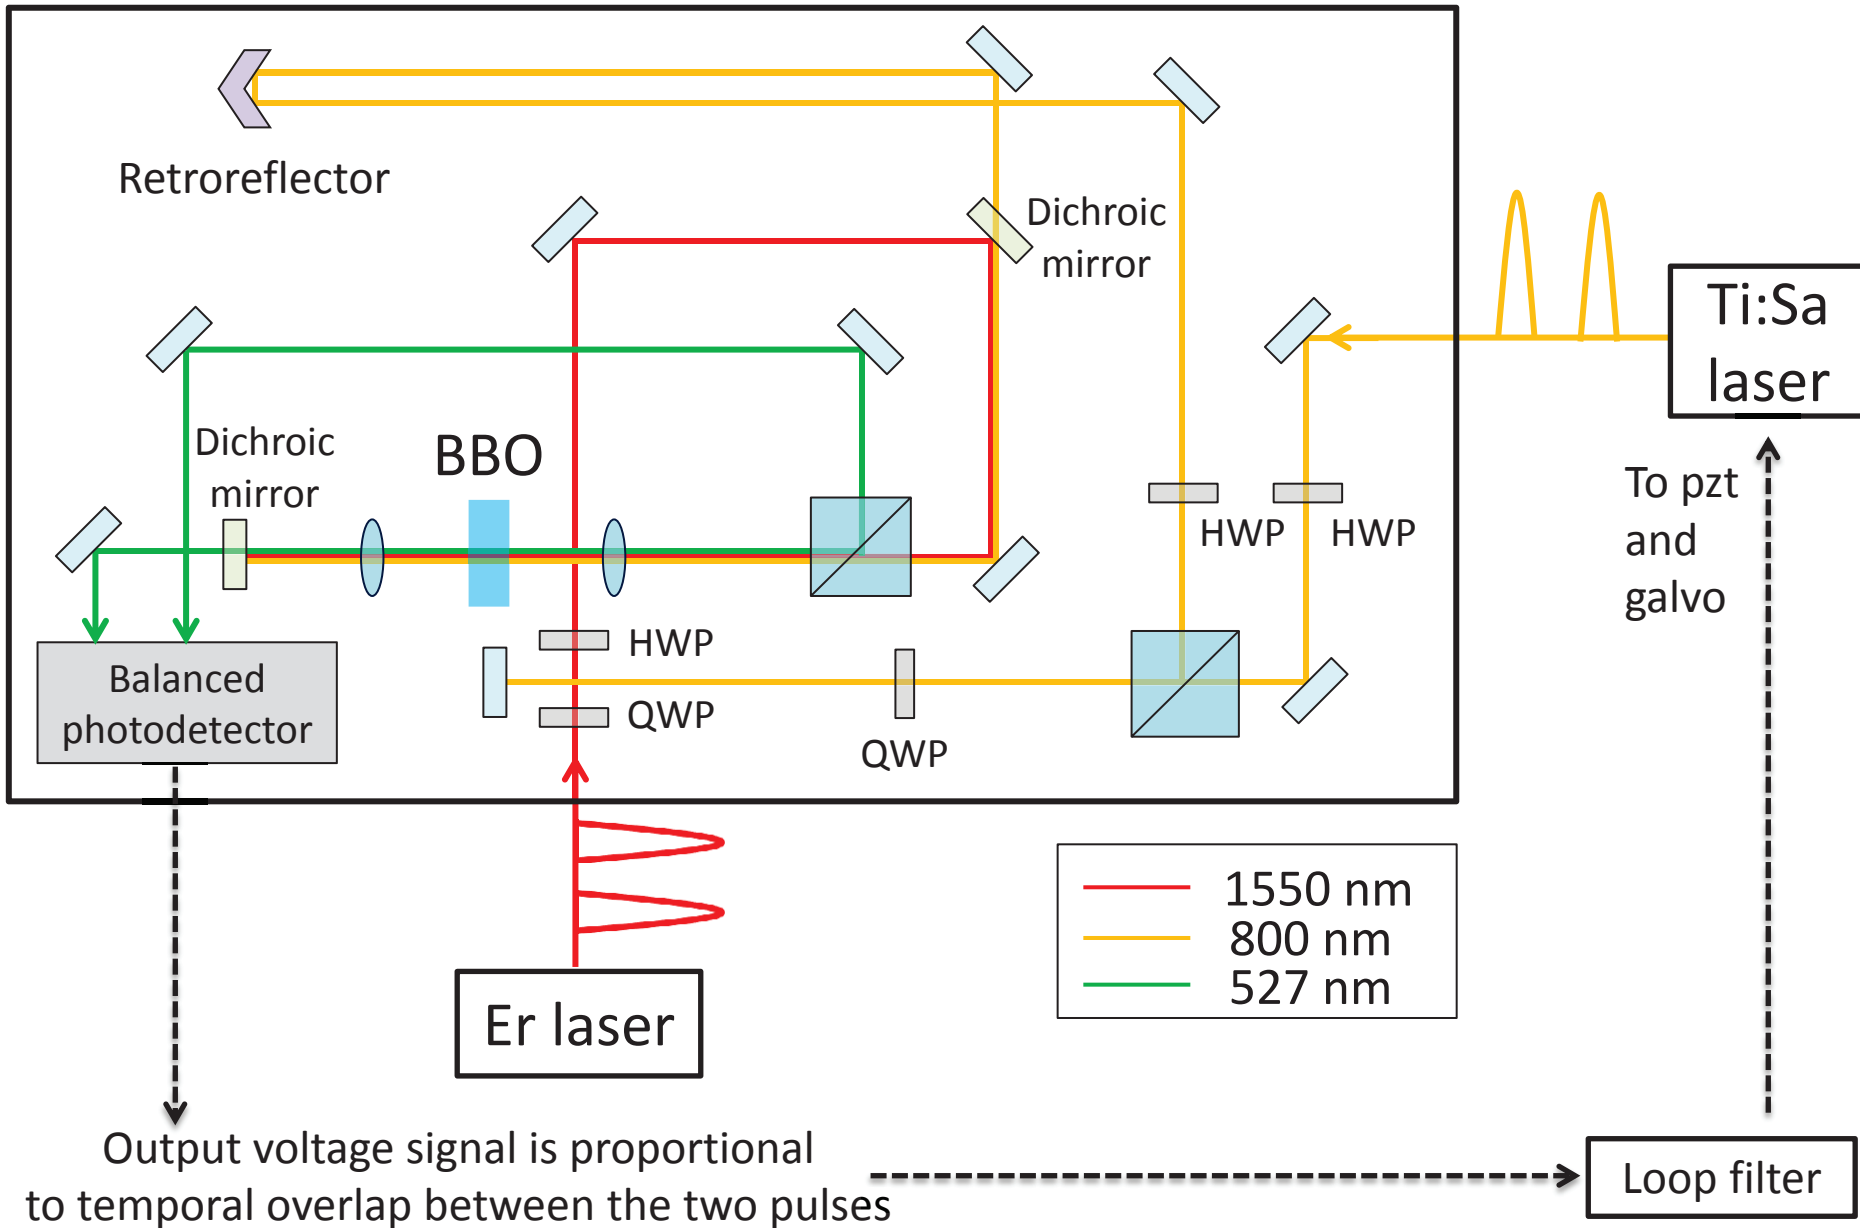 Retroreflector
Dichroic
mirror
Ti:Sa
laser
Dichroic
mirror
BBO
HWP
HWP
To pzt
and
galvo
HWP
QWP
QWP
Balanced
photodetector
1550 nm
800 nm
527 nm
Er laser
Output voltage signal is proportional
to temporal overlap between the two pulses
Loop filter